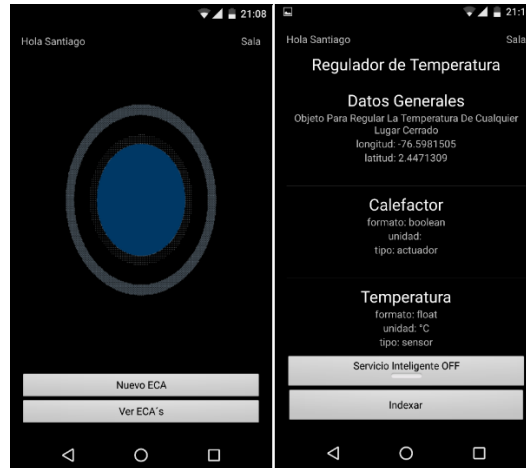 21:08
Hola Santiago Sala
Nuevo ECA
Ver ECA´s
21:1
Hola Santiago Sala
Regulador de Temperatura
Datos Generales
Objeto Para Regular La Temperatura De Cualquier
Lugar Cerrado
longitud: -76.5981505
latitud: 2.4471309
Calefactor
formato: boolean
unidad:
tipo: actuador
Temperatura
formato: float
unidad: °C
tipo: sensor
Servicio Inteligente OFF
Indexar